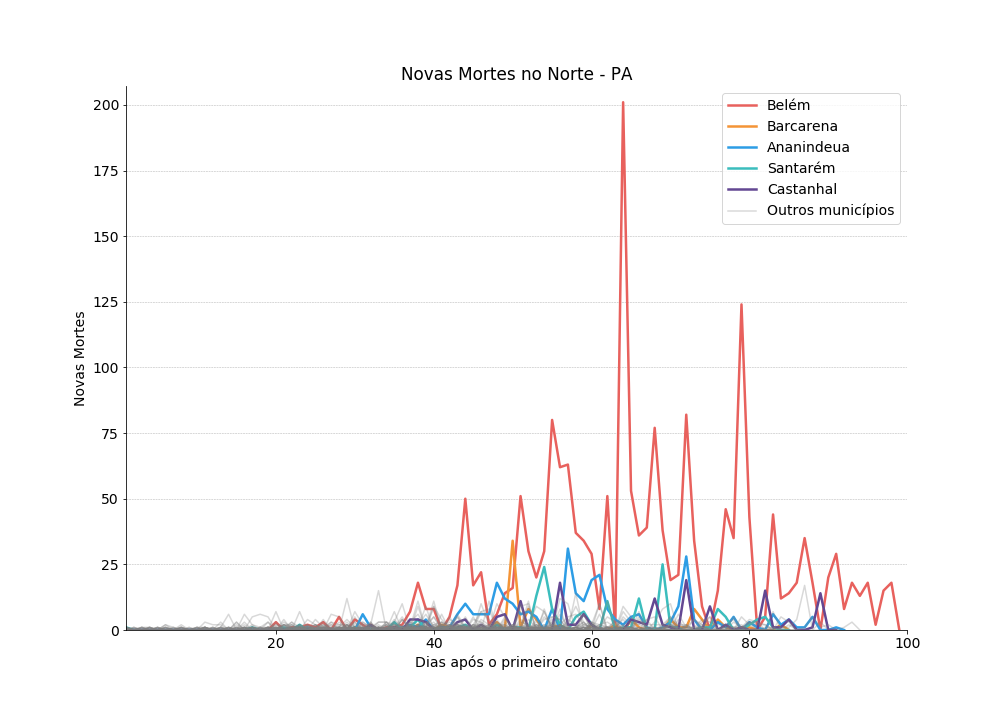 Novas Mortes no Norte - PA
Belém
Barcarena
Ananindeua
Santarém
Castanhal
Outros municípios
200
175
150
125
100
75
50
25
0
Novas Mortes
20
40
60
80
100
Dias após o primeiro contato